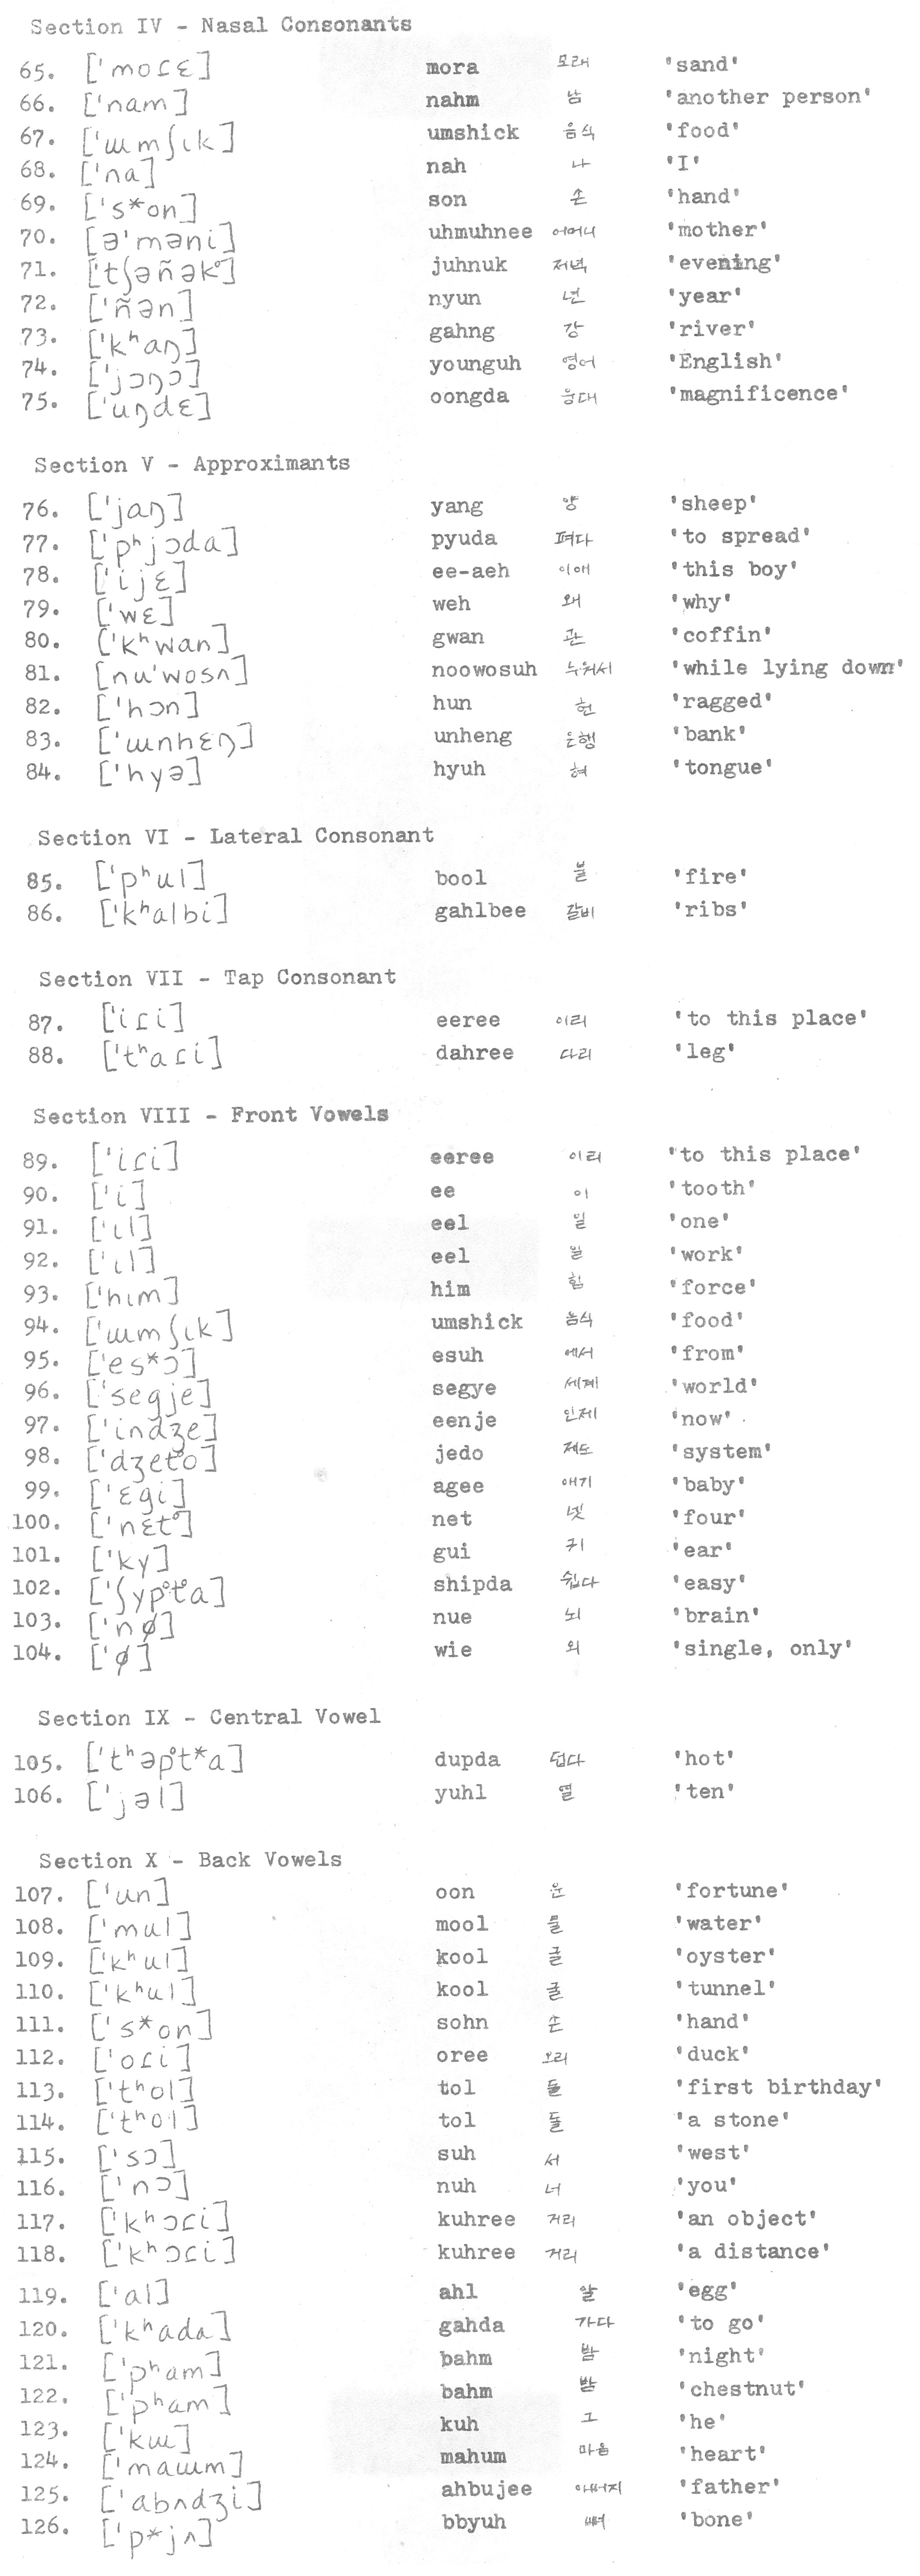 Section IV - Nasal Consonants
65. ['moɾɛ] mora 모래 'sand'
66. ['nam] nahm 남 'another person'
67. ['ɯmʃɩk] umshick 음식 'food'
68. ['na] nah 나 'I'
69. ['s*on] son 손 'hand'
70. [ə'məni] uhmuhnee 어머니 'mother'
71. ['tʃəñək°] juhnuk 저녁 'evening'
72. ['ñən] nyun 년 'year'
73. ['kʰaŋ] gahng 강 'river'
74. ['jɔŋɔ] younguh 영어 'English'
75. ['uŋdɛ] oongda 웅대 'magnificence'
Section V - Approximants
76. ['jaŋ] yang 양 'sheep'
77. ['pʰjɔda] pyuda 펴다 'to spread'
78. ['ijɛ] ee-aeh 이애 'this boy'
79. ['wɛ] weh 왜 'why'
80. ['kʰwan] gwan 관 'coffin'
81. [nu'wosʌ] noowosuh 누워서 'while lying down'
82. ['hɔn] hun 헌 'ragged'
83. ['ɯnhɛŋ] unheng 은행 'bank'
84. ['hyə] hyuh 혀 'tongue'
Section VI - Lateral Consonant
85. ['pʰul] bool 불 'fire'
86. ['kʰalbi] gahlbee 갈비 'ribs'
Section VII - Tap Consonant
87. ['iɾi] eeree 이리 'to this place'
88. ['tʰaɾi] dahree 다리 'leg'
Section VIII - Front Vowels
89. ['iɾi] eeree 이리 'to this place'
90. ['i] ee 이 'tooth'
91. ['ɩl] eel 일 'one'
92. ['ɩl] eel 일 'work'
93. ['hɩm] him 힘 'force'
94. ['ɯmʃɩk] umshick 음식 'food'
95. ['es*ɔ] esuh 에서 'from'
96. ['segje] segye 세계 'world'
97. ['indʒe] eenje 인제 'now'
98. ['dʒet°o] jedo 제도 'system'
99. ['ɛgi] agee 애기 'baby'
100. ['nɛt°] net 넷 'four'
101. ['ky] gui 귀 'ear'
102. ['ʃyp°t°a] shipda 쉽다 'easy'
103. ['nø] nue 뇌 'brain'
104. ['ø] wie 외 'single, only'
Section IX - Central Vowel
105. ['tʰəp°t*a] dupda 덥다 'hot'
106. ['jəl] yuhl 열 'ten'
Section X - Back Vowels
107. ['un] oon 운 'fortune'
108. ['mul] mool 물 'water'
109. ['kʰul] kool 굴 'oyster'
110. ['kʰul] kool 굴 'tunnel'
111. ['s*on] sohn 손 'hand'
112. ['oɾi] oree 오리 'duck'
113. ['tʰol] tol 돌 'first birthday'
114. ['tʰol] tol 돌 'a stone'
115. ['sɔ] suh 서 'west'
116. ['nɔ] nuh 너 'you'
117. ['kʰɔɾi] kuhree 거리 'an object'
118. ['kʰɔɾi] kuhree 거리 'a distance'
119. ['al] ahl 알 'egg'
120. ['kʰada] gahda 가다 'to go'
121. ['pʰam] bahm 밤 'night'
122. ['pʰam] bahm 밤 'chestnut'
123. ['kɯ] kuh 그 'he'
124. ['maɯm] mahum 마음 'heart'
125. ['abʌdʒi] ahbujee 아버지 'father'
126. ['p*jʌ] bbyuh 뼈 'bone'